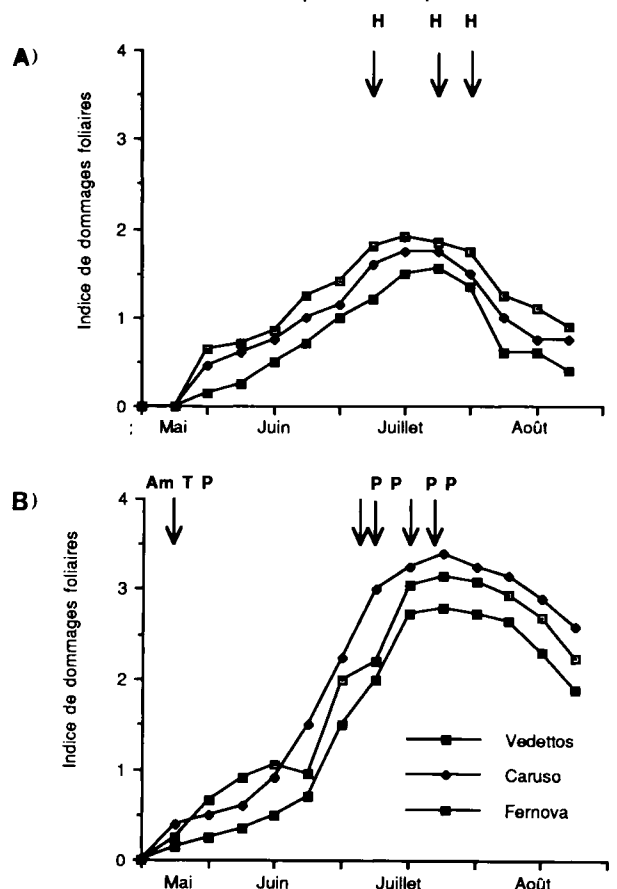 H H H
A)
4
3
2
1
0
Indice de dommages foliaires
Mai Juin Juillet Août
Am T P P P P P
B)
4
3
2
1
0
Indice de dommages foliaires
Vedettos
Caruso
Fernova
Mai Juin Juillet Août